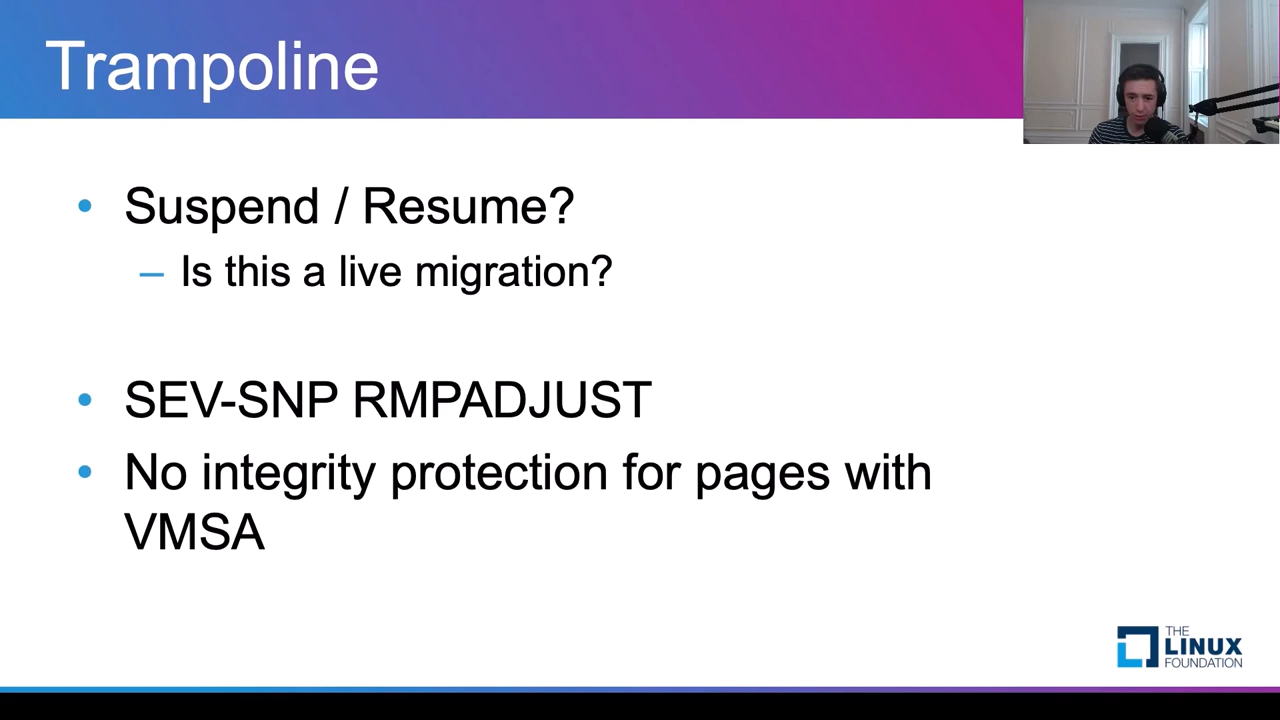 Trampoline
• Suspend / Resume?
– Is this a live migration?
• SEV-SNP RMPADJUST
• No integrity protection for pages with
VMSA
THE
LINUX
FOUNDATION